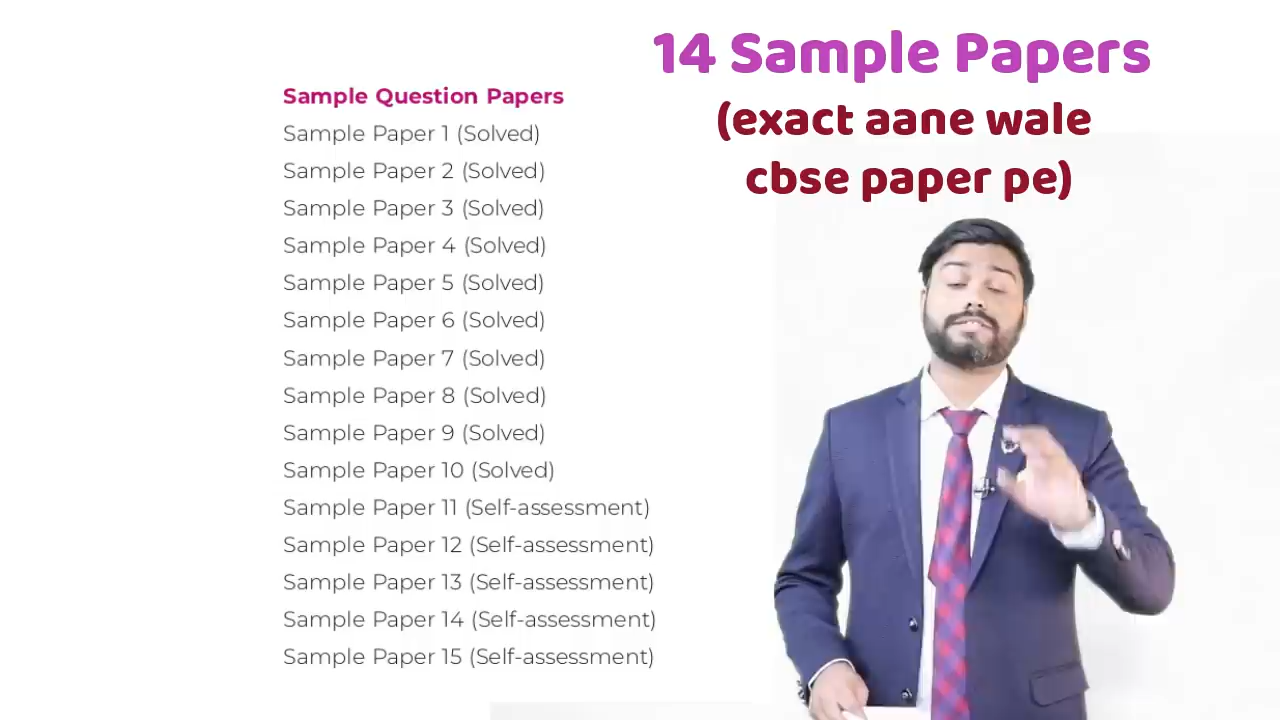 14 Sample Papers
(exact aane wale
cbse paper pe)
Sample Question Papers
Sample Paper 1 (Solved)
Sample Paper 2 (Solved)
Sample Paper 3 (Solved)
Sample Paper 4 (Solved)
Sample Paper 5 (Solved)
Sample Paper 6 (Solved)
Sample Paper 7 (Solved)
Sample Paper 8 (Solved)
Sample Paper 9 (Solved)
Sample Paper 10 (Solved)
Sample Paper 11 (Self-assessment)
Sample Paper 12 (Self-assessment)
Sample Paper 13 (Self-assessment)
Sample Paper 14 (Self-assessment)
Sample Paper 15 (Self-assessment)